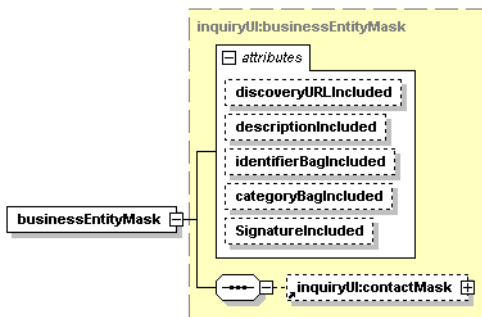 inquiryUI:businessEntityMask
attributes
discoveryURLIncluded
descriptionIncluded
identifierBagIncluded
categoryBagIncluded
SignatureIncluded
businessEntityMask
inquiryUI:contactMask